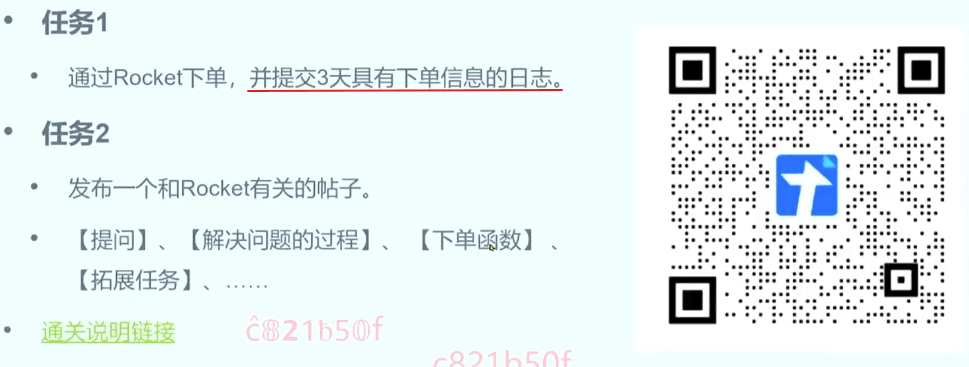 任务1
通过Rocket下单，并提交3天具有下单信息的日志。
任务2
发布一个和Rocket有关的帖子。
【提问】、【解决问题的过程】、【下单函数】、
【拓展任务】、……
通关说明链接
c821b50f
c821b50f